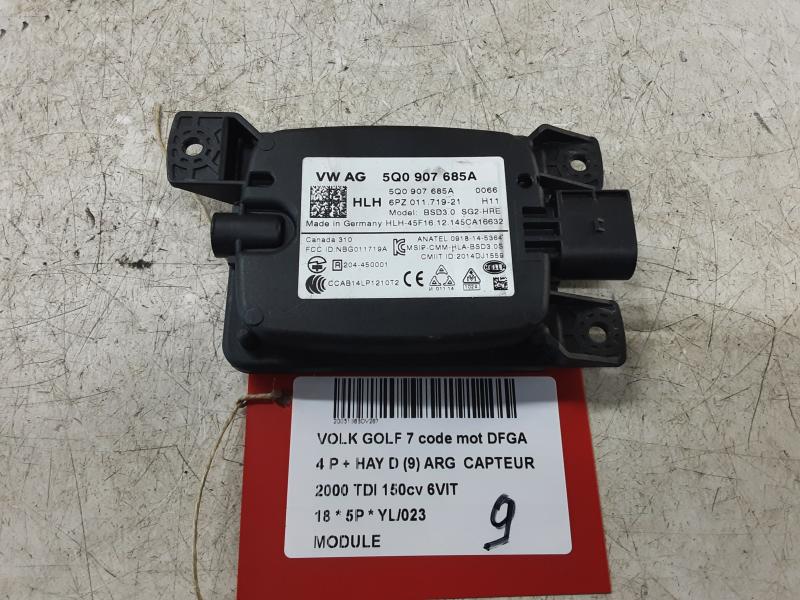 VW AG 5Q0 907 685A
5Q0 907 685A 0066
HLH 6PZ 011.719-21 H11
Model: BSD3.0 SG2-HRE
Made in Germany HLH-45F16.12.145CA16632
Canada 310 ANATEL 0918-14-5364
FCC ID:NBG011719A MSIP-CMM-HLA-BSD3.0S
CMIIT ID:2014DJ1559
R 204-450001
CCAB14LP1210T2 И 011 14 102A
VOLK GOLF 7 code mot DFGA
4 P + HAY D (9) ARG CAPTEUR
2000 TDI 150cv 6VIT
18 * 5P * YL/023
MODULE
9